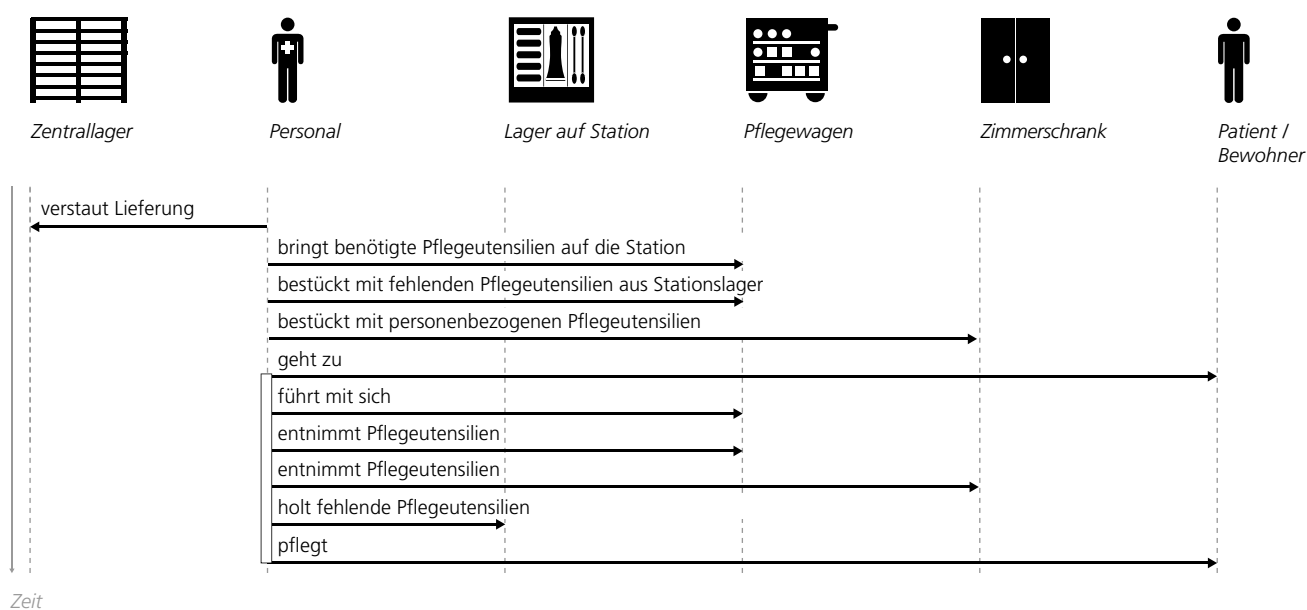 Zentrallager
Personal
Lager auf Station
Pflegewagen
Zimmerschrank
Patient /
Bewohner
verstaut Lieferung
bringt benötigte Pflegeutensilien auf die Station
bestückt mit fehlenden Pflegeutensilien aus Stationslager
bestückt mit personenbezogenen Pflegeutensilien
geht zu
führt mit sich
entnimmt Pflegeutensilien
entnimmt Pflegeutensilien
holt fehlende Pflegeutensilien
pflegt
Zeit